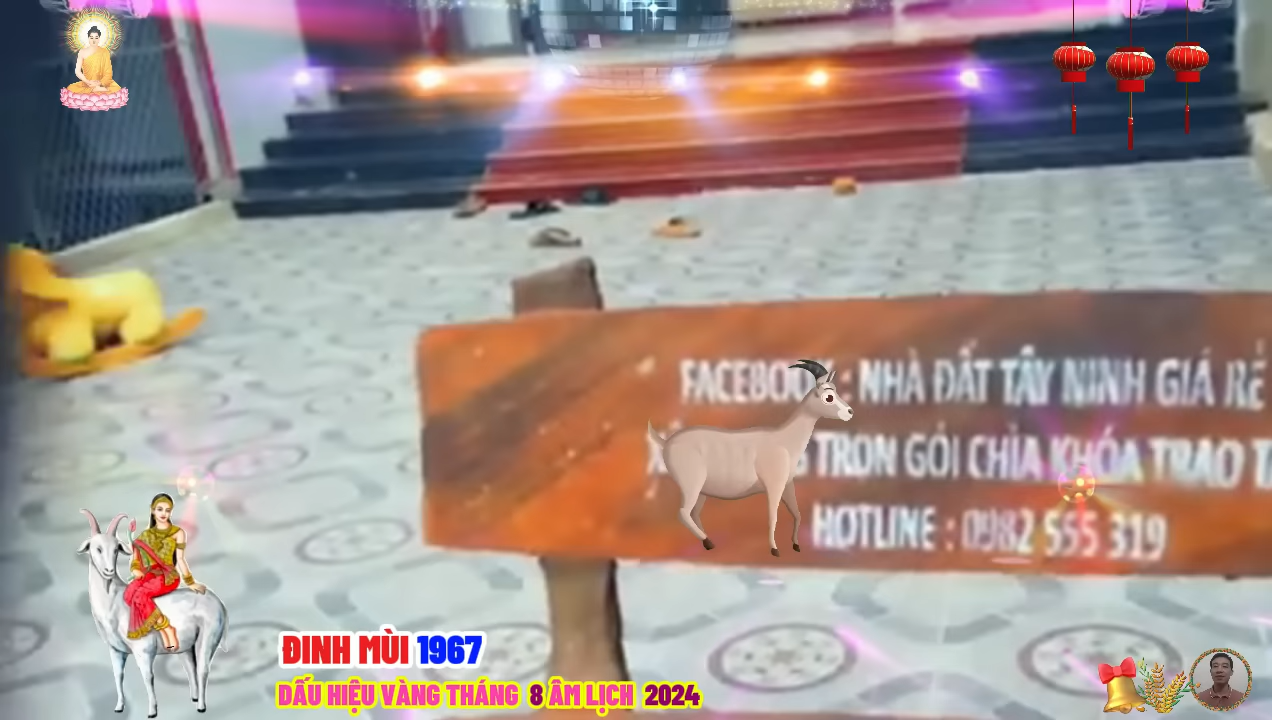 FACEBOOK : NHÀ ĐẤT TÂY NINH GIÁ RẺ
TRỌN GÓI CHÌA KHÓA TRAO
HOTLINE : 0982 555 319
ĐINH MÙI 1967
DẤU HIỆU VÀNG THÁNG 8 ÂM LỊCH 2024